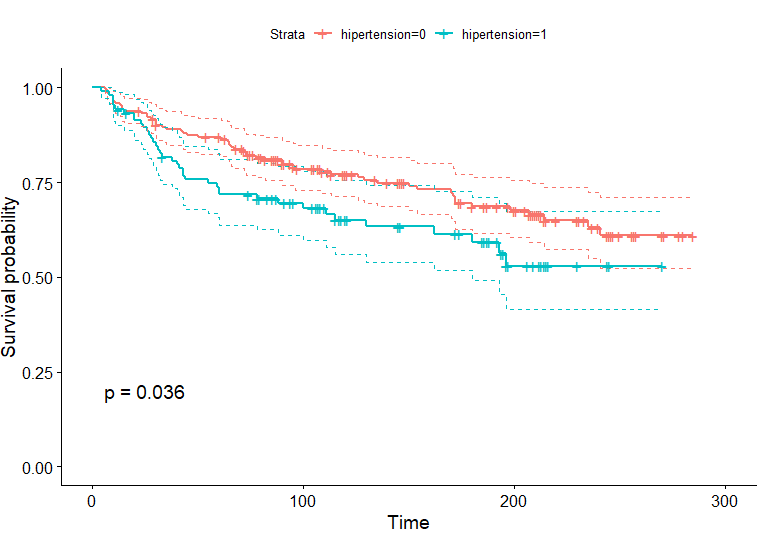 Strata hipertension=0 hipertension=1
1.00
0.75
0.50
0.25
0.00
Survival probability
p = 0.036
0 100 200 300
Time